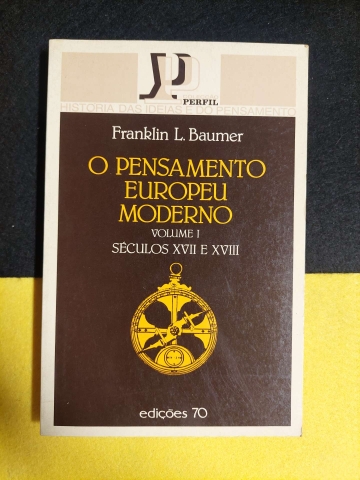 PERFIL
HISTÓRIA DAS IDEIAS E DO PENSAMENTO
Franklin L. Baumer
O PENSAMENTO
EUROPEU
MODERNO
VOLUME I
SÉCULOS XVII E XVIII
edições 70